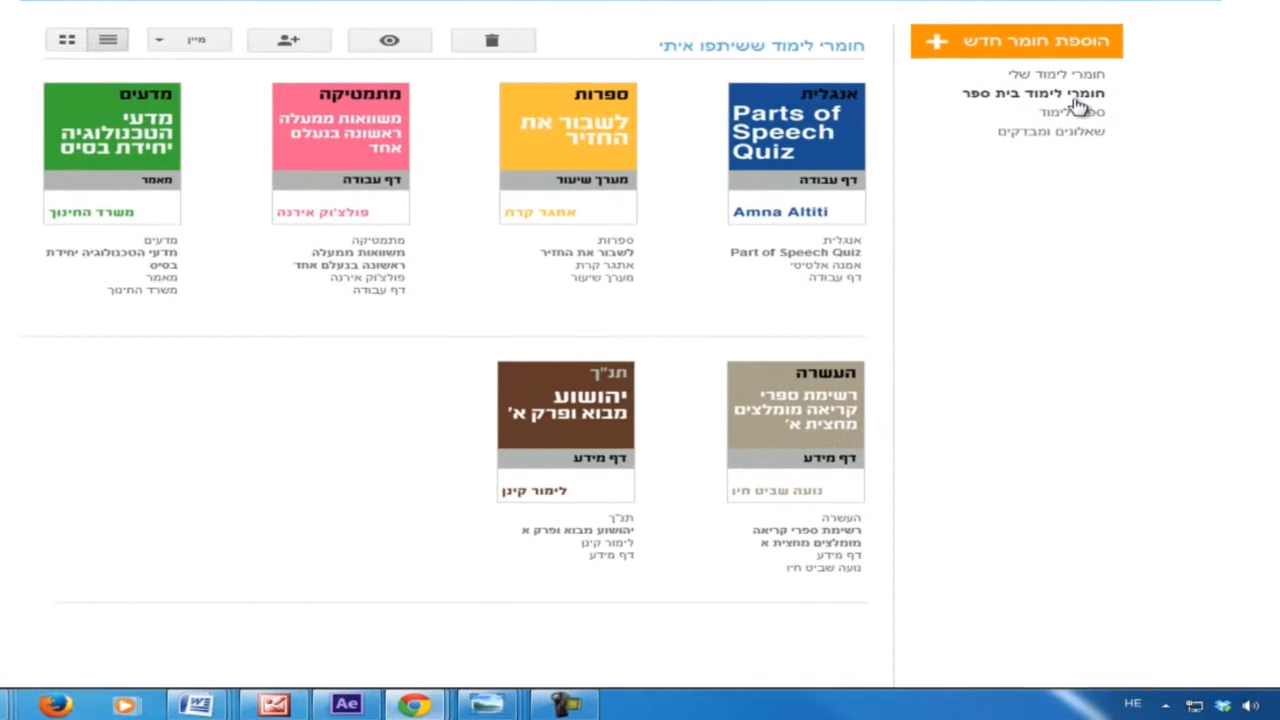 הוספת חומר חדש
חומרי לימוד שלי
חומרי לימוד בית ספר
לימוד
שאלונים ומבדקים
חומרי לימוד ששיתפו איתי
מיין
אנגלית
Parts of
Speech
Quiz
דף עבודה
Amna Altiti
אנגלית
Part of Speech Quiz
אמנה אלטיטי
דף עבודה
ספרות
לשבור את
החזיר
מערך שיעור
אתגר קרת
ספרות
לשבור את החזיר
אתגר קרת
מערך שיעור
מתמטיקה
משוואות ממעלה
ראשונה בנעלם
אחד
דף עבודה
פולצ'וק אירנה
מתמטיקה
משוואות ממעלה
ראשונה בנעלם אחד
פולצ'וק אירנה
דף עבודה
מדעים
מדעי
הטכנולוגיה
יחידת בסיס
מאמר
משרד החינוך
מדעים
מדעי הטכנולוגיה יחידת
בסיס
מאמר
משרד החינוך
העשרה
רשימת ספרי
קריאה מומלצים
מחצית א'
דף מידע
נועה שביט חיו
העשרה
רשימת ספרי קריאה
מומלצים מחצית א
דף מידע
נועה שביט חיו
תנ"ך
יהושוע
מבוא ופרק א'
דף מידע
לימור קינן
תנ"ך
יהושוע מבוא ופרק א
לימור קינן
דף מידע
Ae
HE